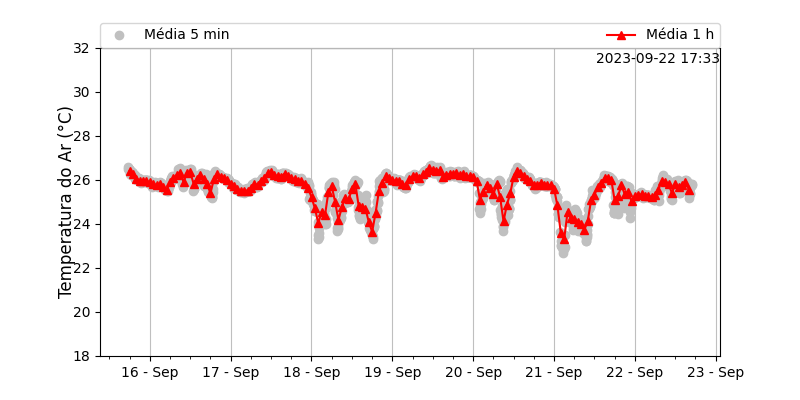 Média 5 min
Média 1 h
2023-09-22 17:33
Temperatura do Ar (°C)
32
30
28
26
24
22
20
18
16 - Sep
17 - Sep
18 - Sep
19 - Sep
20 - Sep
21 - Sep
22 - Sep
23 - Sep